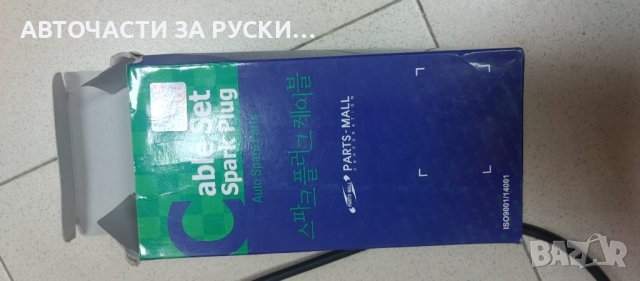 АВТОЧАСТИ ЗА РУСКИ...
Cable Set
Spark Plug
Auto Spare Parts
스파크 플러그 케이블
PARTS-MALL
CORPORATION
ISO9001/14001
BAZAR